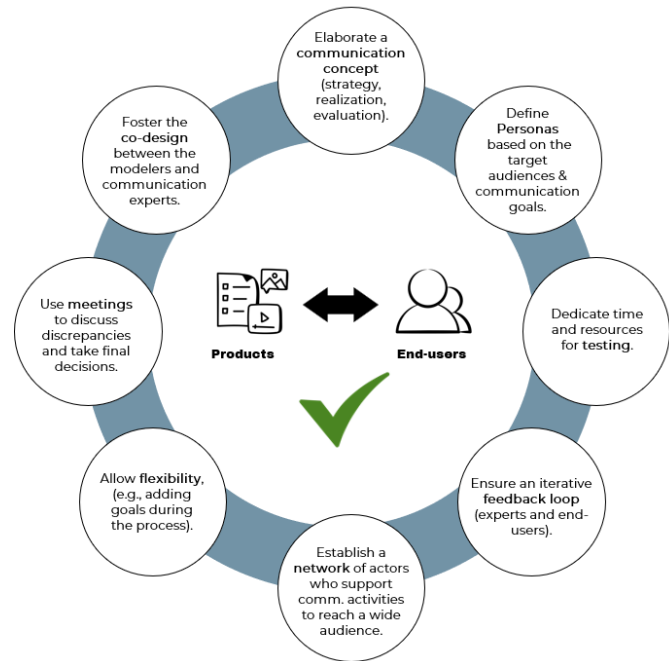 Elaborate a
communication
concept
(strategy,
realization,
evaluation).
Define
Personas
based on the
target
audiences &
communication
goals.
Dedicate time
and resources
for testing.
Ensure an iterative
feedback loop
(experts and end-
users).
Establish a
network of actors
who support
comm. activities
to reach a wide
audience.
Allow flexibility,
(e.g., adding
goals during
the process).
Use meetings
to discuss
discrepancies
and take final
decisions.
Foster the
co-design
between the
modelers and
communication
experts.
Products
End-users